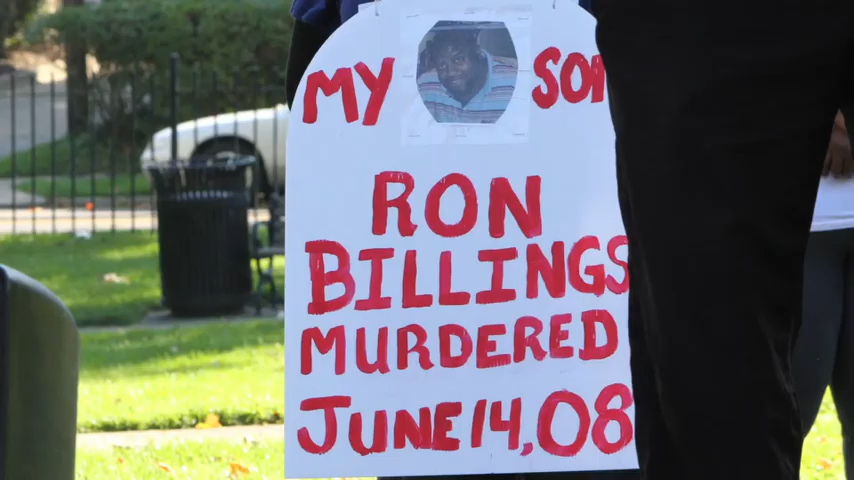 MY SON
RON
BILLINGS
MURDERED
JUNE 14, 08